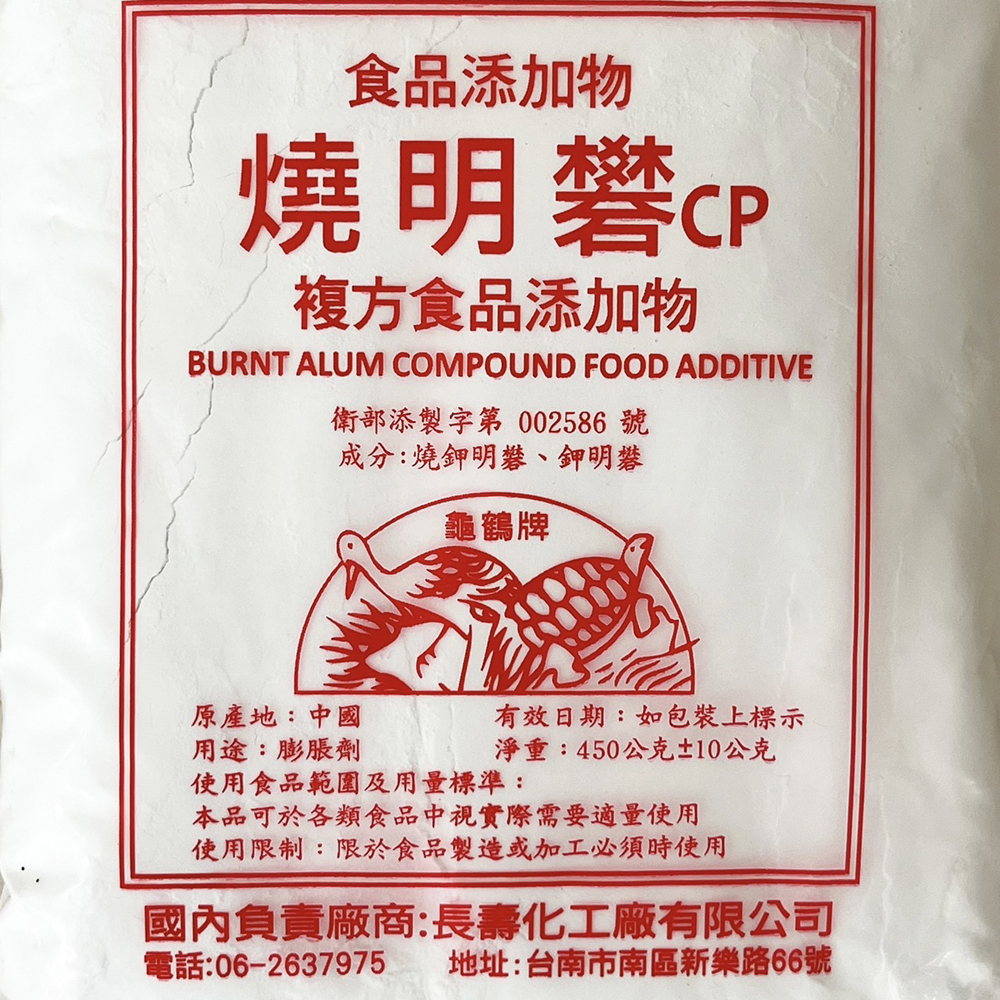 食品添加物
燒明礬CP
複方食品添加物
BURNT ALUM COMPOUND FOOD ADDITIVE
衛部添製字第 002586 號
成分:燒鉀明礬、鉀明礬
龜鶴牌
原產地:中國 有效日期:如包裝上標示
用途:膨脹劑 淨重:450公克±10公克
使用食品範圍及用量標準:
本品可於各類食品中視實際需要適量使用
使用限制:限於食品製造或加工必須時使用
國內負責廠商:長壽化工廠有限公司
電話:06-2637975 地址:台南市南區新樂路66號